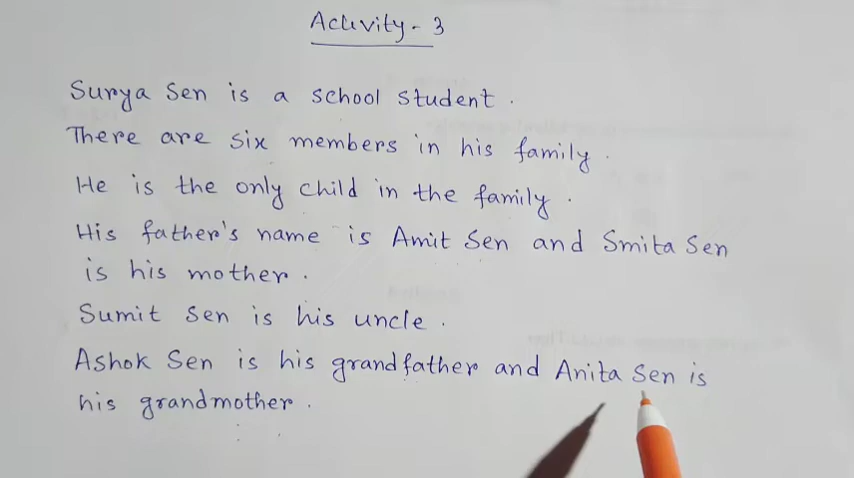 Activity - 3
Surya Sen is a school student.
There are six members in his family.
He is the only child in the family.
His father's name is Amit Sen and Smita Sen
is his mother.
Sumit Sen is his uncle.
Ashok Sen is his grandfather and Anita Sen is
his grandmother.